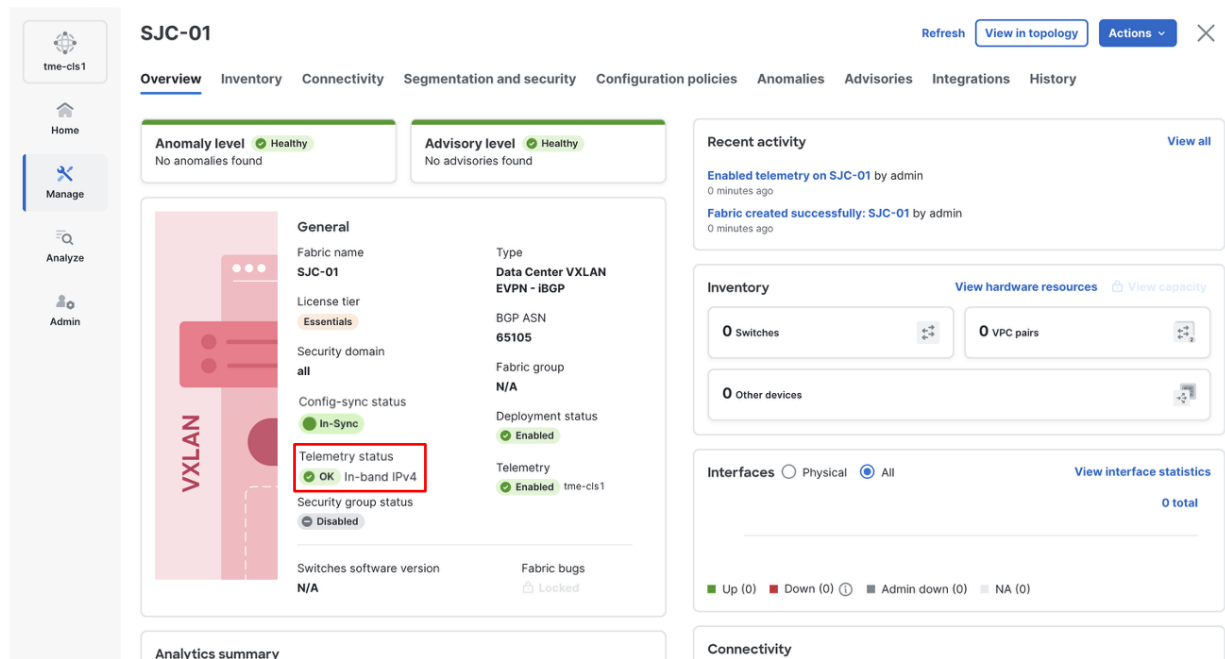 tme-cls1
Home
Manage
Analyze
Admin
SJC-01
Refresh
View in topology
Actions
Overview Inventory Connectivity Segmentation and security Configuration policies Anomalies Advisories Integrations History
Anomaly level Healthy
No anomalies found
Advisory level Healthy
No advisories found
VXLAN
General
Fabric name
SJC-01
License tier
Essentials
Security domain
all
Config-sync status
In-Sync
Telemetry status
OK In-band IPv4
Security group status
Disabled
Type
Data Center VXLAN
EVPN - iBGP
BGP ASN
65105
Fabric group
N/A
Deployment status
Enabled
Telemetry
Enabled tme-cls1
Switches software version
N/A
Fabric bugs
Locked
Analytics summary
Recent activity View all
Enabled telemetry on SJC-01 by admin
0 minutes ago
Fabric created successfully: SJC-01 by admin
0 minutes ago
Inventory View hardware resources View capacity
0 Switches
0 VPC pairs
0 Other devices
Interfaces Physical All View interface statistics
0 total
Up (0) Down (0) Admin down (0) NA (0)
Connectivity